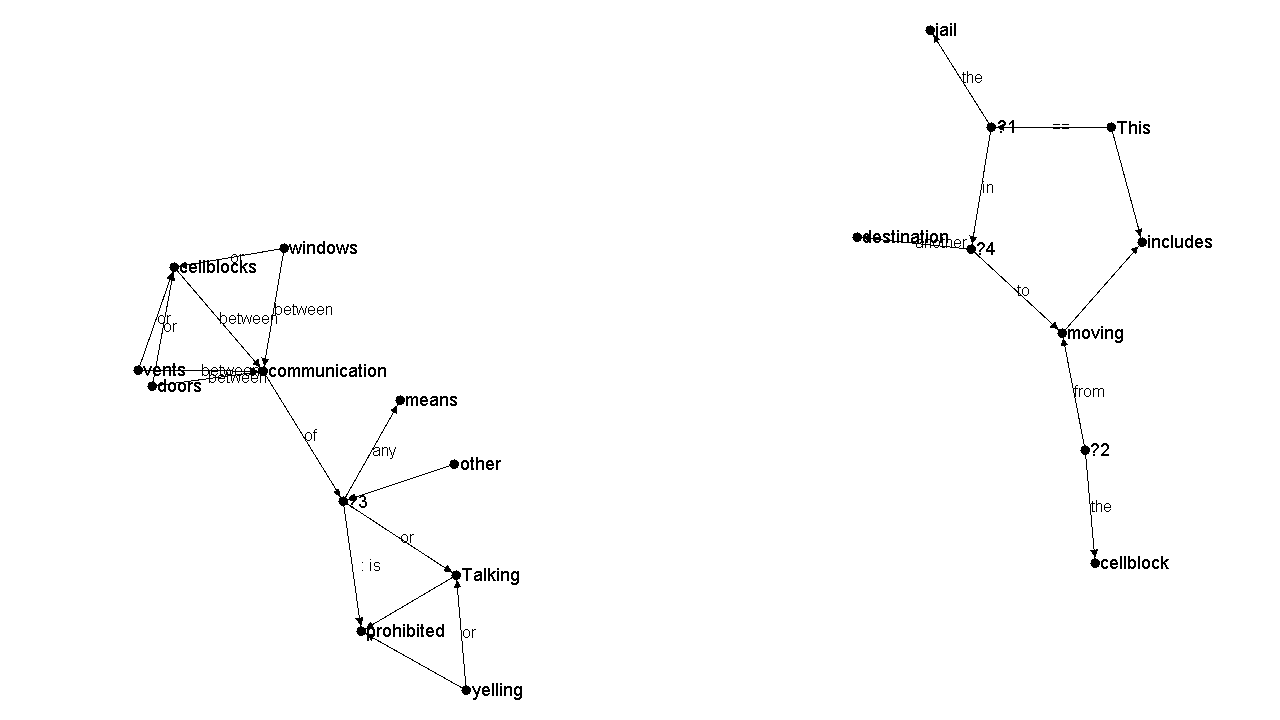 jail
the
?1
==
This
in
destination
another
?4
includes
to
moving
from
?2
the
cellblock
windows
or
cellblocks
between
between
or
or
vents
between
communication
doors
between
means
of
any
other
?3
or
: is
Talking
prohibited
or
yelling